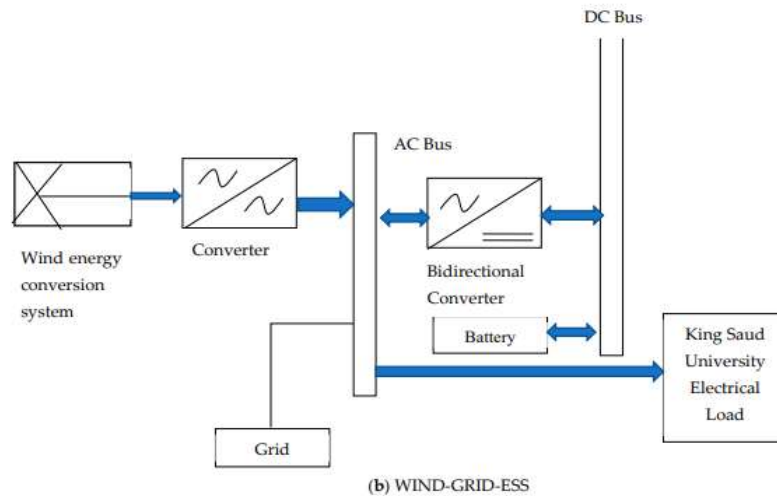 DC Bus
AC Bus
Wind energy
conversion
system
Converter
Bidirectional
Converter
Battery
King Saud
University
Electrical
Load
Grid
(b) WIND-GRID-ESS